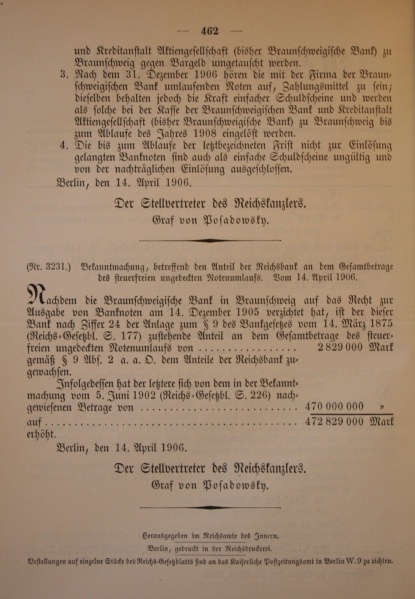 — 462 —
und Kreditanstalt Aktiengesellschaft (bisher Braunschweigische Bank) zu
Braunschweig gegen Bargeld umgetauscht werden.
3. Nach dem 31. Dezember 1906 hören die mit der Firma der Braun-
schweigischen Bank umlaufenden Noten auf, Zahlungsmittel zu sein;
dieselben behalten jedoch die Kraft einfacher Schuldscheine und werden
als solche bei der Kasse der Braunschweigischen Bank und Kreditanstalt
Aktiengesellschaft (bisher Braunschweigische Bank) zu Braunschweig bis
zum Ablaufe des Jahres 1908 eingelöst werden.
4. Die bis zum Ablaufe der letztbezeichneten Frist nicht zur Einlösung
gelangten Banknoten sind auch als einfache Schuldscheine ungültig und
von der nachträglichen Einlösung ausgeschlossen.
Berlin, den 14. April 1906.
Der Stellvertreter des Reichskanzlers.
Graf von Posadowsky.
(Nr. 3231.) Bekanntmachung, betreffend den Anteil der Reichsbank an dem Gesamtbetrage
des steuerfreien ungedeckten Notenumlaufs. Vom 14. April 1906.
Nachdem die Braunschweigische Bank in Braunschweig auf das Recht zur
Ausgabe von Banknoten am 14. Dezember 1905 verzichtet hat, ist der dieser
Bank nach Ziffer 24 der Anlage zum § 9 des Bankgesetzes vom 14. März 1875
(Reichs-Gesetzbl. S. 177) zustehende Anteil an dem Gesamtbetrage des steuer-
freien ungedeckten Notenumlaufs von ........ 2 829 000 Mark
gemäß § 9 Abs. 2 a. a. O. dem Anteile der Reichsbank zu-
gewachsen.
Infolgedessen hat der letztere sich von dem in der Bekannt-
machung vom 5. Juni 1902 (Reichs-Gesetzbl. S. 226) nach-
gewiesenen Betrage von ........ 470 000 000 „
auf ........ 472 829 000 Mark
erhöht.
Berlin, den 14. April 1906.
Der Stellvertreter des Reichskanzlers.
Graf von Posadowsky.
Herausgegeben im Reichsamte des Innern.
Berlin, gedruckt in der Reichsdruckerei.
Bestellungen auf einzelne Stücke des Reichs-Gesetzblatts sind an das Kaiserliche Postzeitungsamt in Berlin W. 9 zu richten.